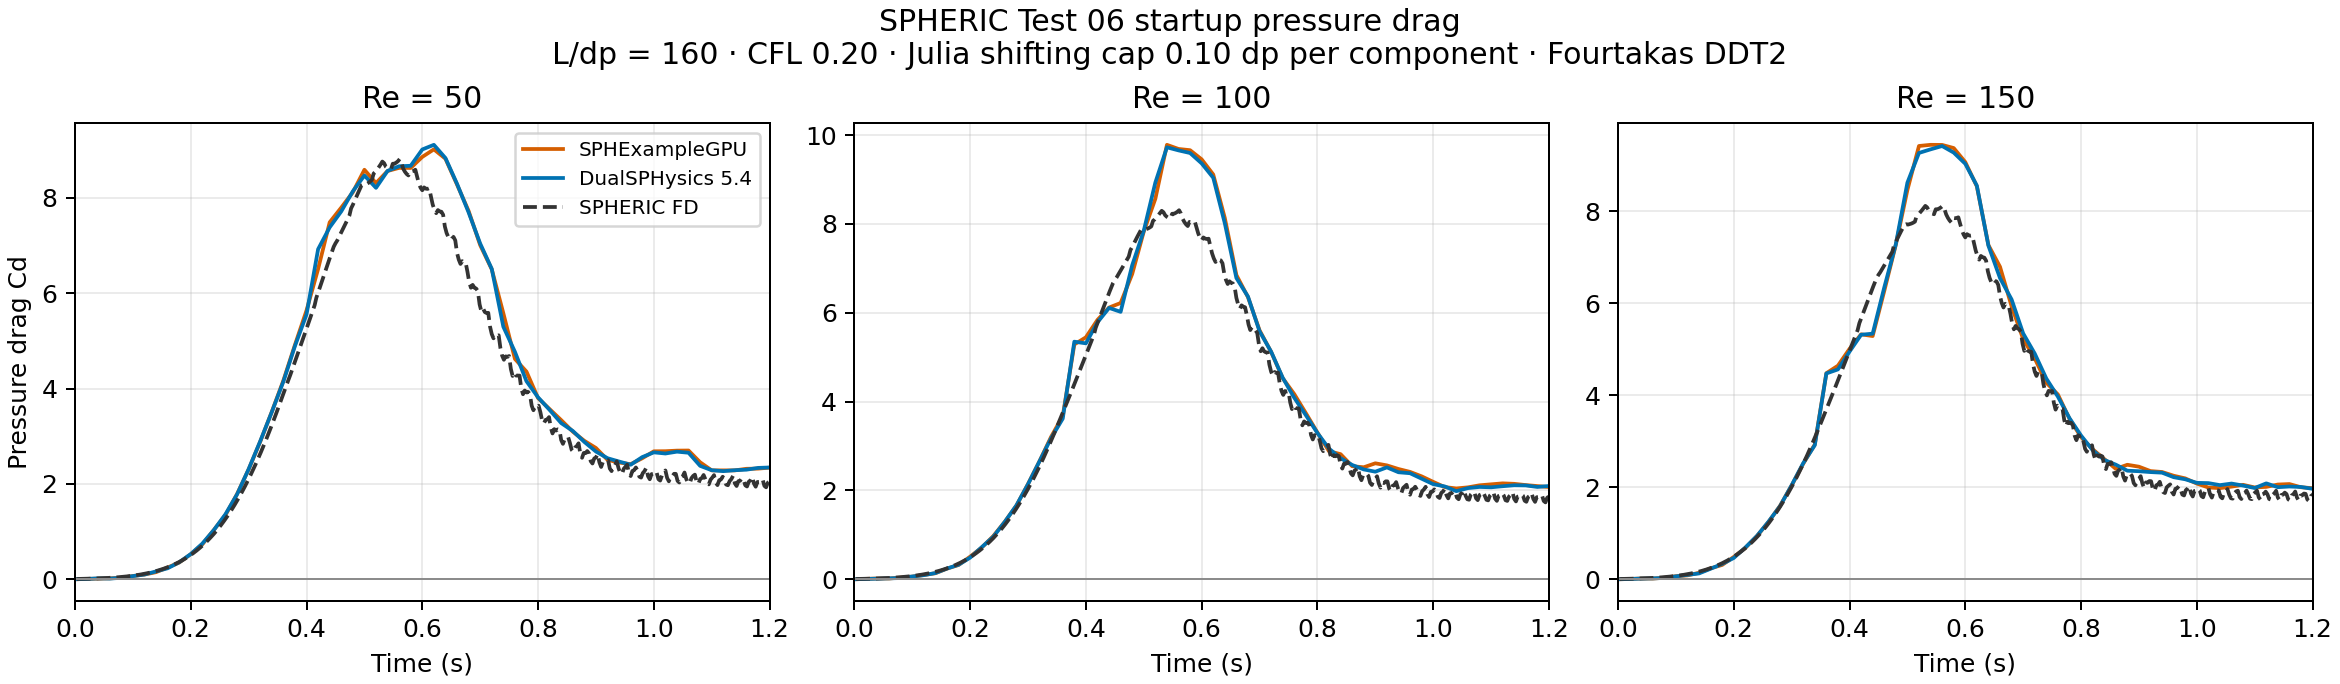 SPHERIC Test 06 startup pressure drag
L/dp = 160 · CFL 0.20 · Julia shifting cap 0.10 dp per component · Fourtakas DDT2
Re = 50
Pressure drag Cd
8
6
4
2
0
SPHExampleGPU
DualSPHysics 5.4
SPHERIC FD
0.0 0.2 0.4 0.6 0.8 1.0 1.2
Time (s)
Re = 100
10
8
6
4
2
0
0.0 0.2 0.4 0.6 0.8 1.0 1.2
Time (s)
Re = 150
8
6
4
2
0
0.0 0.2 0.4 0.6 0.8 1.0 1.2
Time (s)